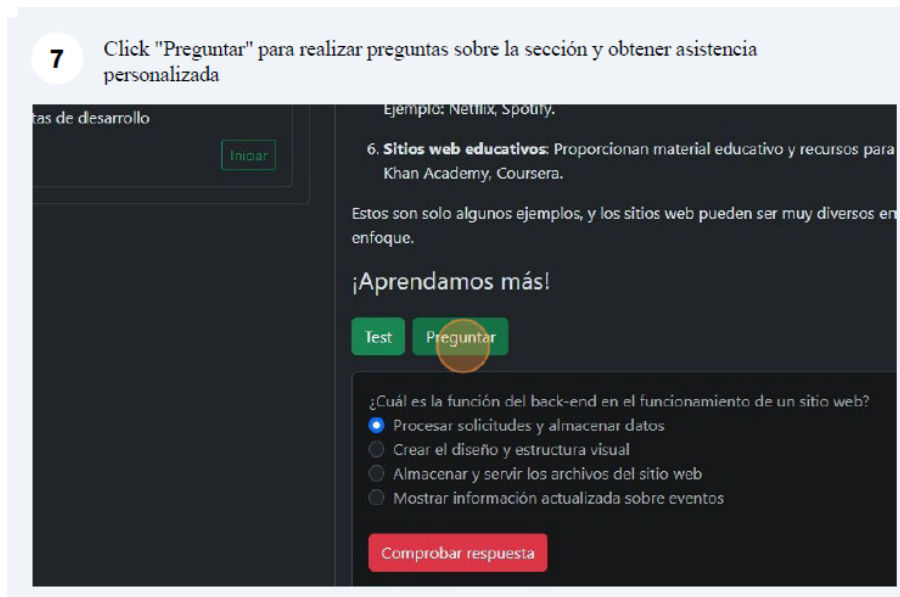 7
Click "Preguntar" para realizar preguntas sobre la sección y obtener asistencia
personalizada
tas de desarrollo
Iniciar
Ejemplo: Netflix, Spotify.
6. Sitios web educativos: Proporcionan material educativo y recursos para
Khan Academy, Coursera.
Estos son solo algunos ejemplos, y los sitios web pueden ser muy diversos en
enfoque.
¡Aprendamos más!
Test Preguntar
¿Cuál es la función del back-end en el funcionamiento de un sitio web?
Procesar solicitudes y almacenar datos
Crear el diseño y estructura visual
Almacenar y servir los archivos del sitio web
Mostrar información actualizada sobre eventos
Comprobar respuesta